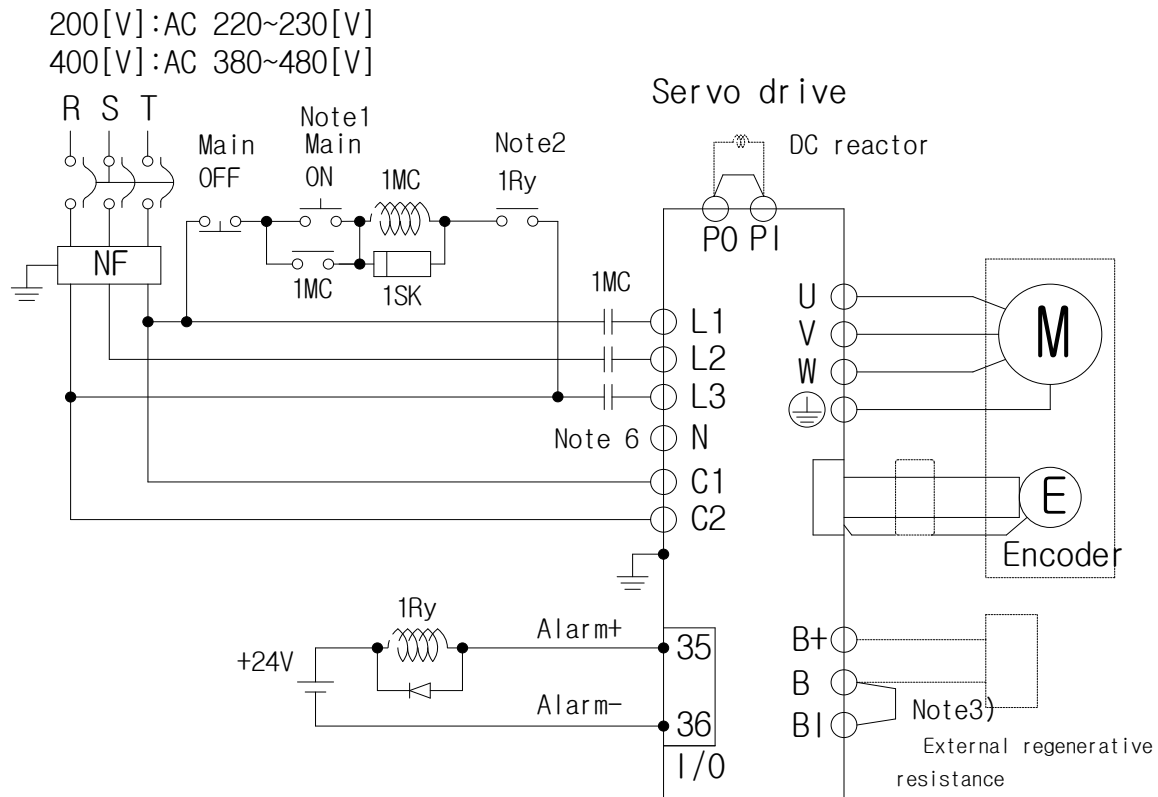 200[V]:AC 220~230[V]
400[V]:AC 380~480[V]
R S T
Main
OFF
Note1
Main
ON
1MC
Note2
1Ry
NF
1MC
1SK
1MC
Servo drive
DC reactor
PO PI
L1
L2
L3
Note 6
N
C1
C2
U
V
W
M
E
Encoder
1Ry
+24V
Alarm+
35
Alarm-
36
I/O
B+
B
BI
Note3)
External regenerative
resistance